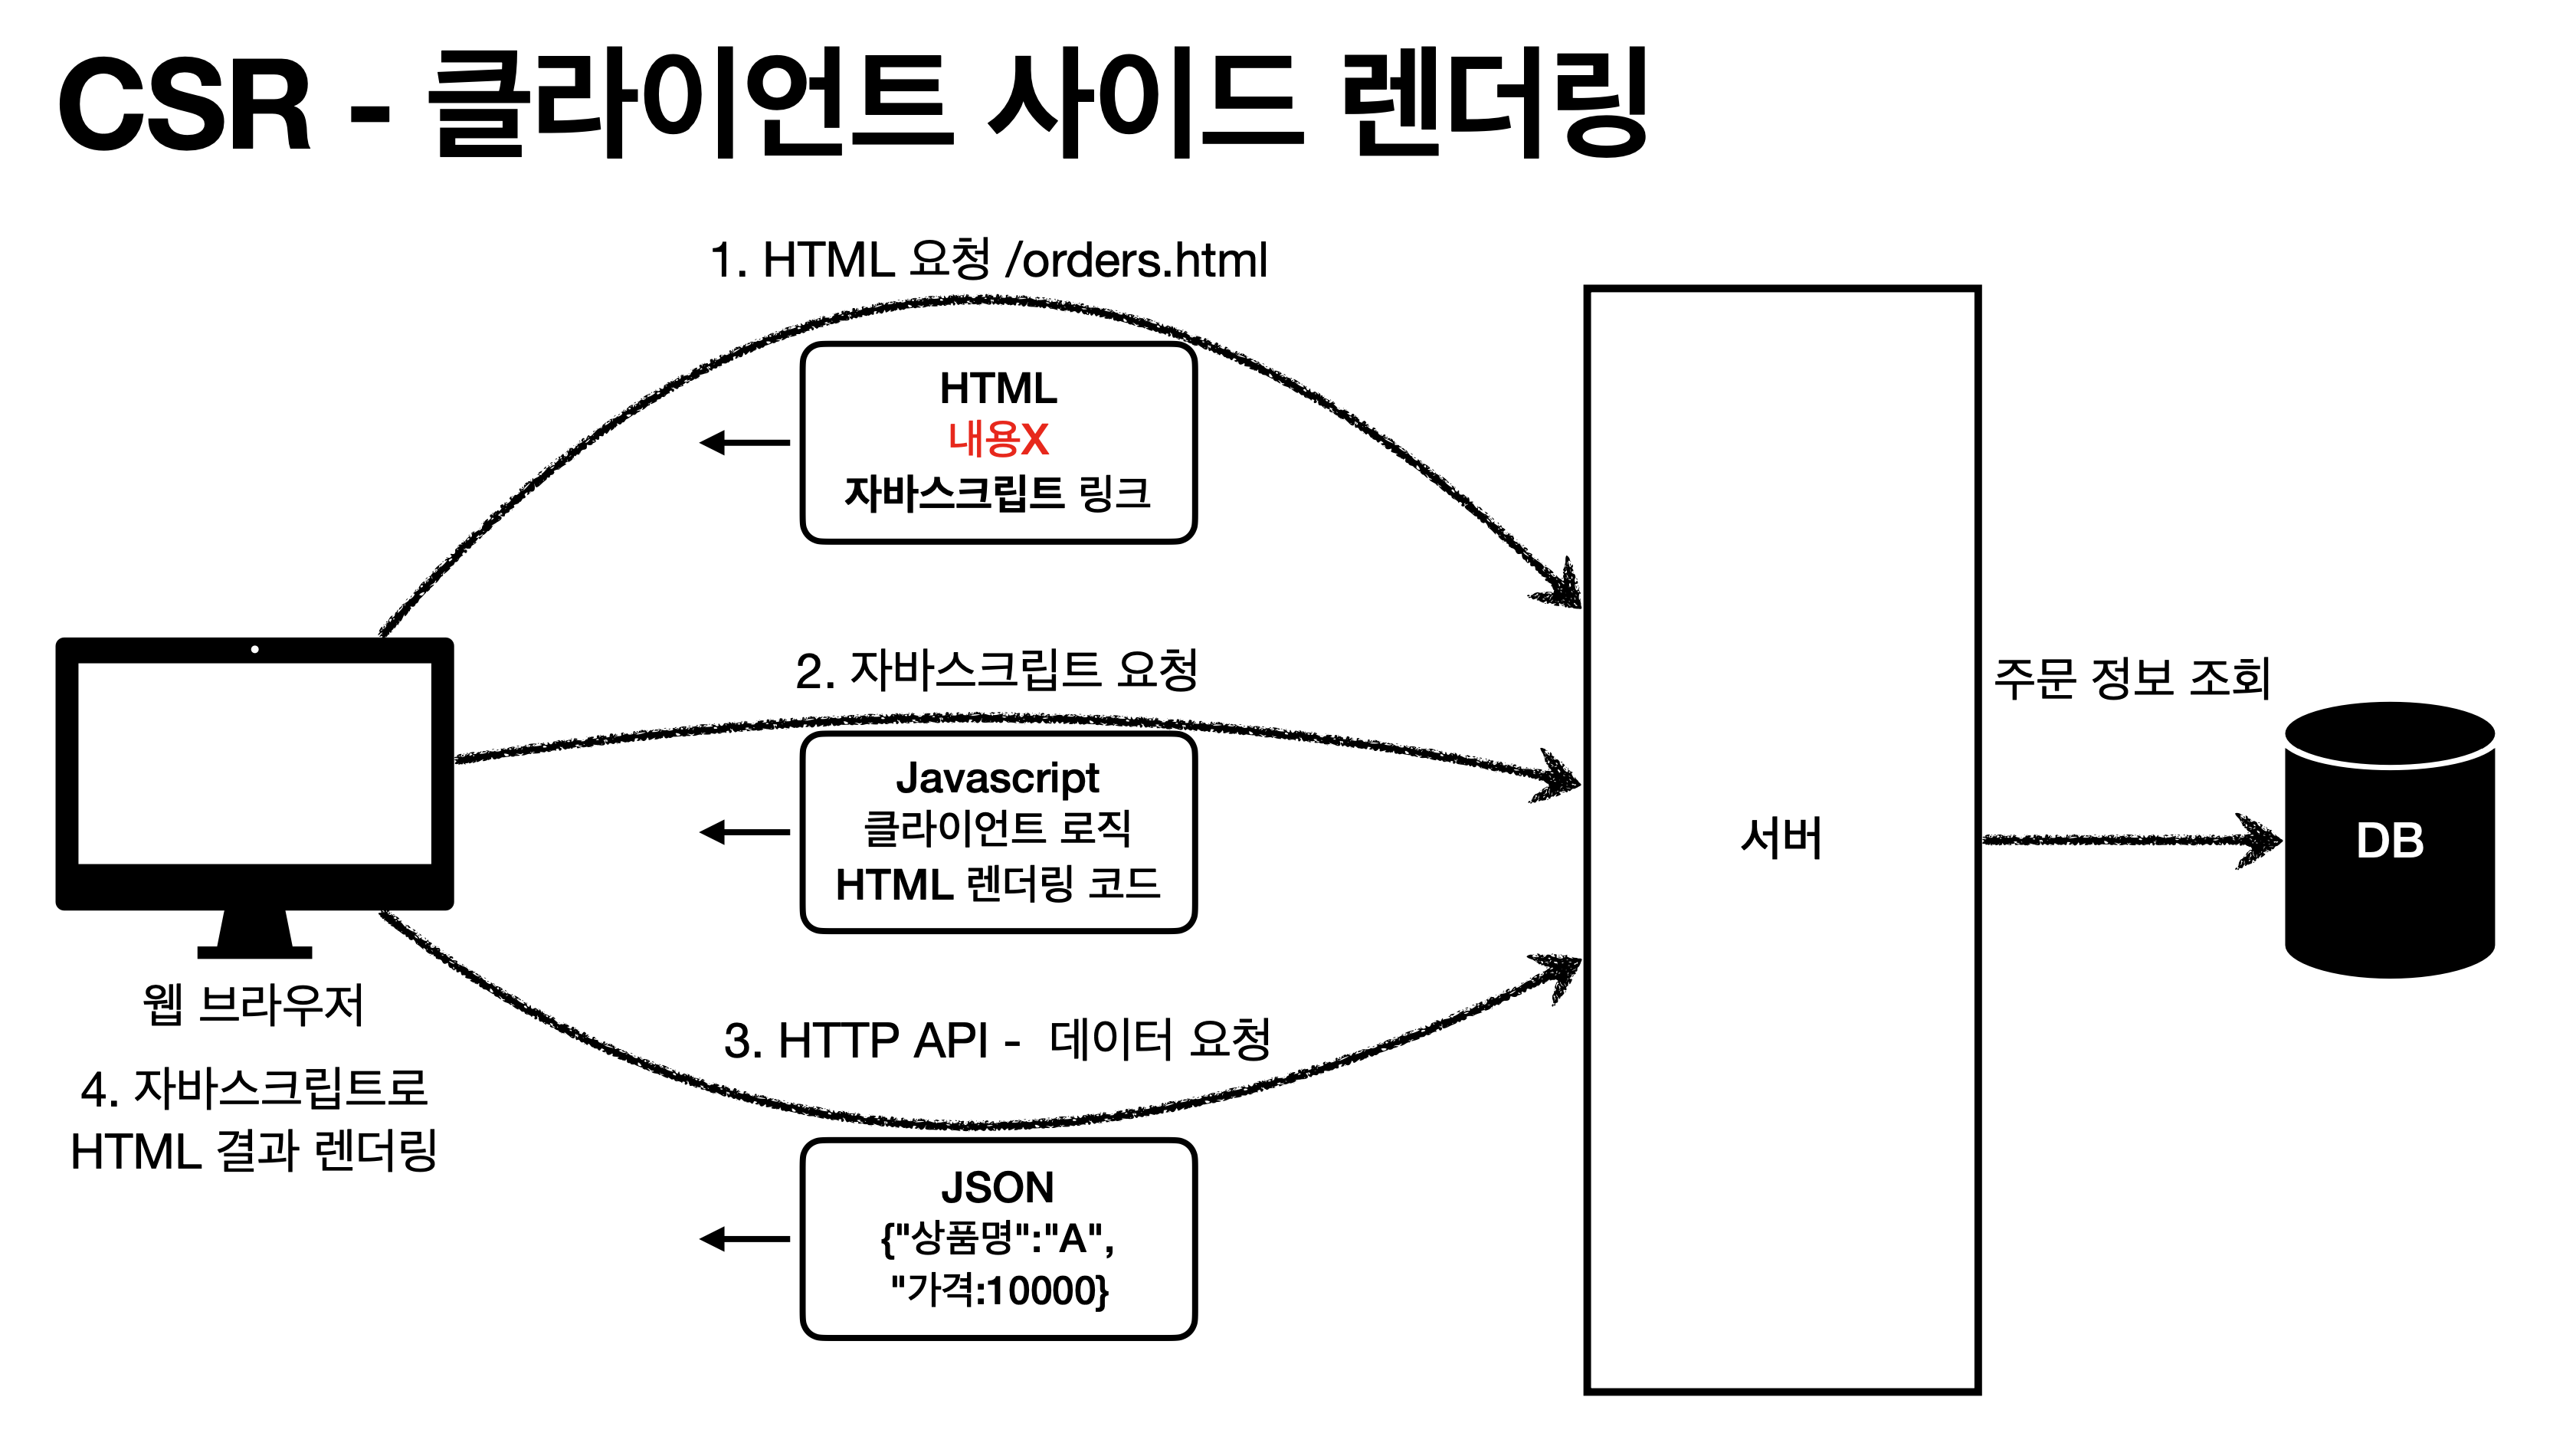 CSR - 클라이언트 사이드 렌더링
1. HTML 요청 /orders.html
HTML
내용X
자바스크립트 링크
2. 자바스크립트 요청
Javascript
클라이언트 로직
HTML 렌더링 코드
서버
주문 정보 조회
DB
웹 브라우저
4. 자바스크립트로
HTML 결과 렌더링
3. HTTP API -  데이터 요청
JSON
{"상품명":"A",
"가격:10000}